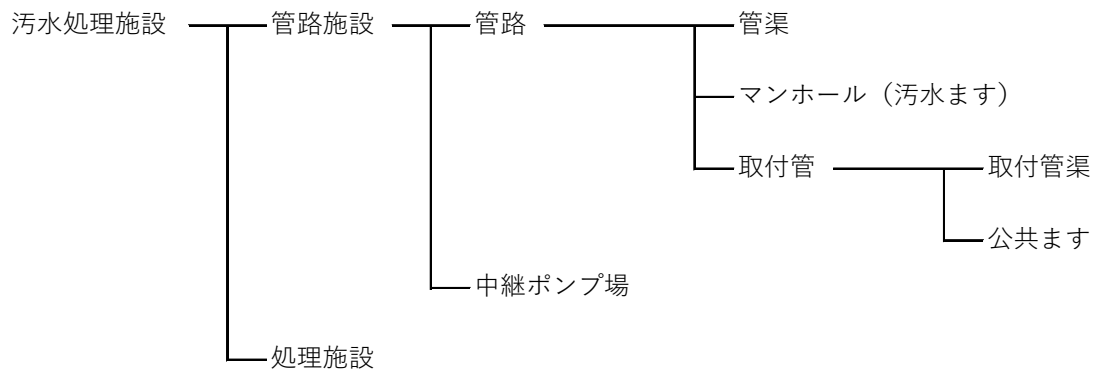 汚水処理施設 管路施設 管路 管渠
マンホール（汚水ます）
取付管 取付管渠
公共ます
中継ポンプ場
処理施設